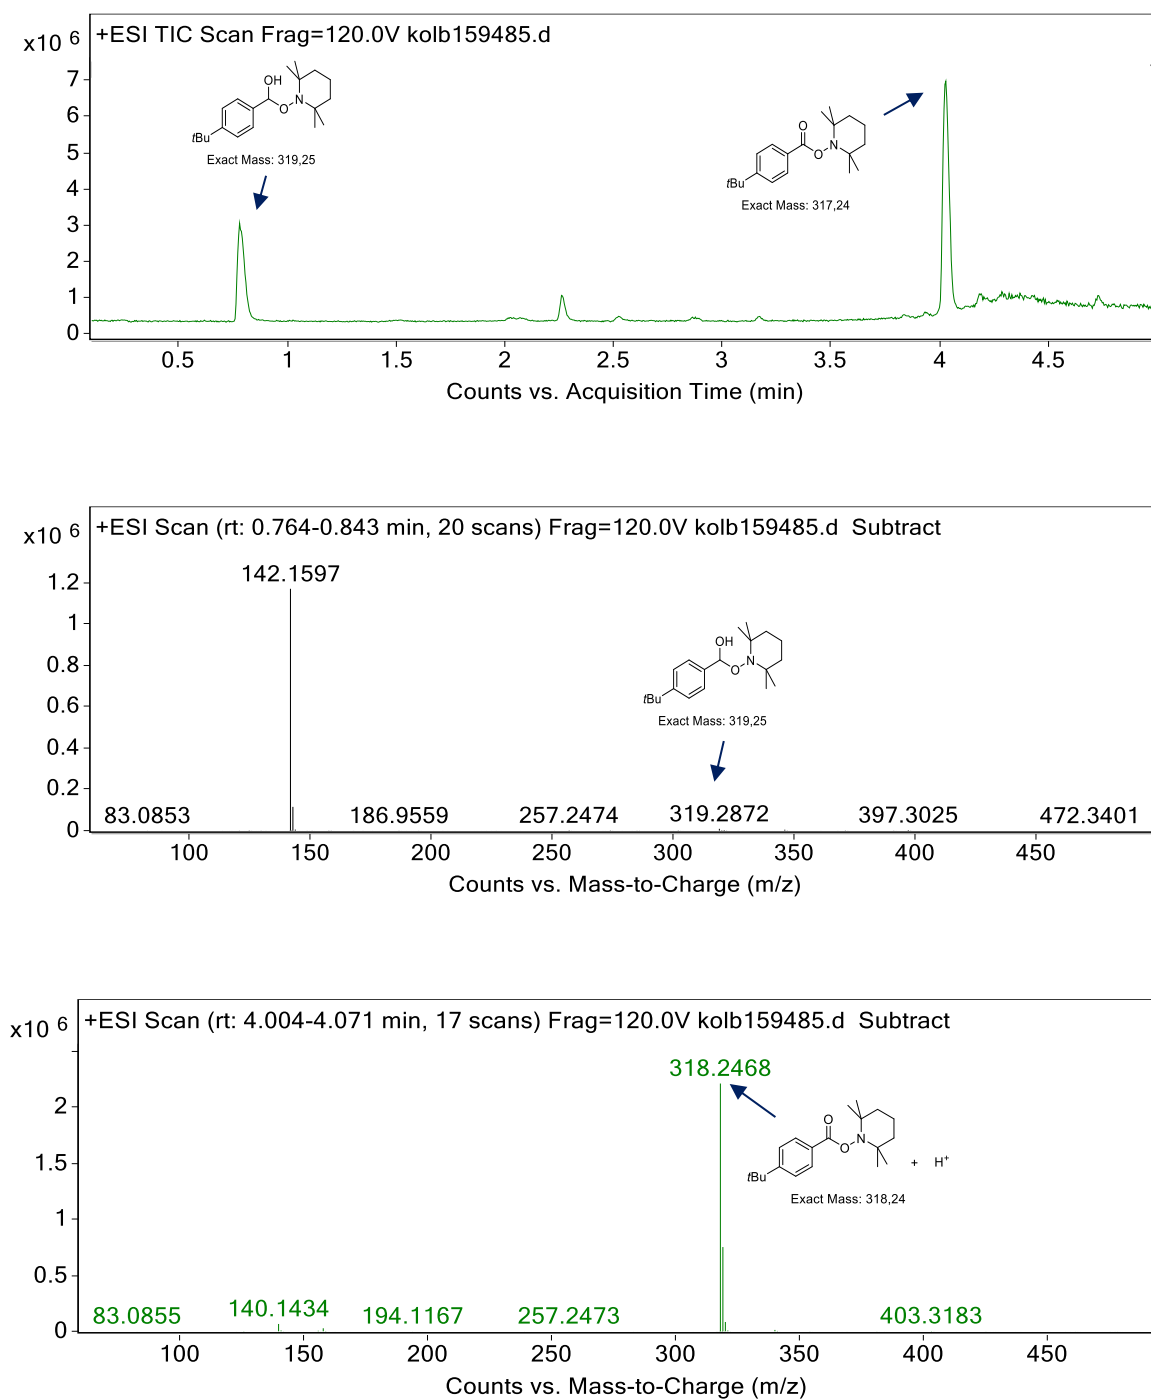 +ESI TIC Scan Frag=120.0V kolb159485.d
x10 6
7
6
5
4
3
2
1
0
OH
O
N
tBu
Exact Mass: 319,25
O
O
N
tBu
Exact Mass: 317,24
0.5 1 1.5 2 2.5 3 3.5 4 4.5
Counts vs. Acquisition Time (min)
+ESI Scan (rt: 0.764-0.843 min, 20 scans) Frag=120.0V kolb159485.d Subtract
x10 6
1.2
1
0.8
0.6
0.4
0.2
0
142.1597
OH
O
N
tBu
Exact Mass: 319,25
83.0853 186.9559 257.2474 319.2872 397.3025 472.3401
100 150 200 250 300 350 400 450
Counts vs. Mass-to-Charge (m/z)
+ESI Scan (rt: 4.004-4.071 min, 17 scans) Frag=120.0V kolb159485.d Subtract
x10 6
2
1.5
1
0.5
0
318.2468
O
O
N
tBu
+ H+
Exact Mass: 318,24
83.0855 140.1434 194.1167 257.2473 403.3183
100 150 200 250 300 350 400 450
Counts vs. Mass-to-Charge (m/z)